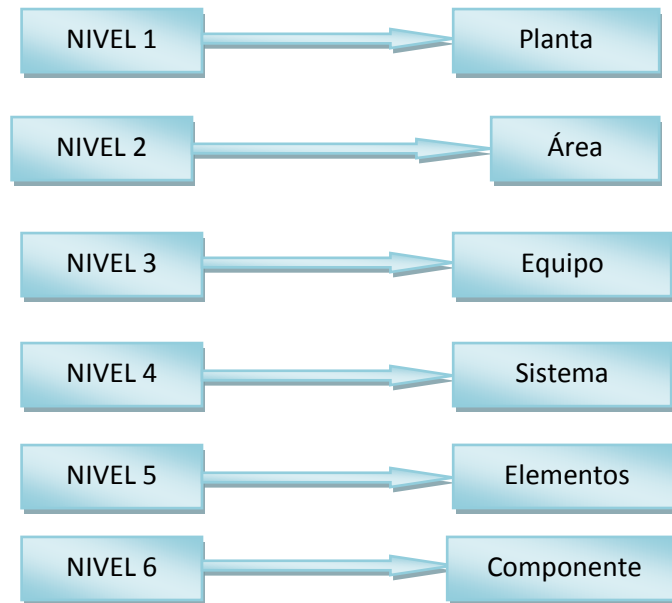 NIVEL 1 Planta
NIVEL 2 Área
NIVEL 3 Equipo
NIVEL 4 Sistema
NIVEL 5 Elementos
NIVEL 6 Componente